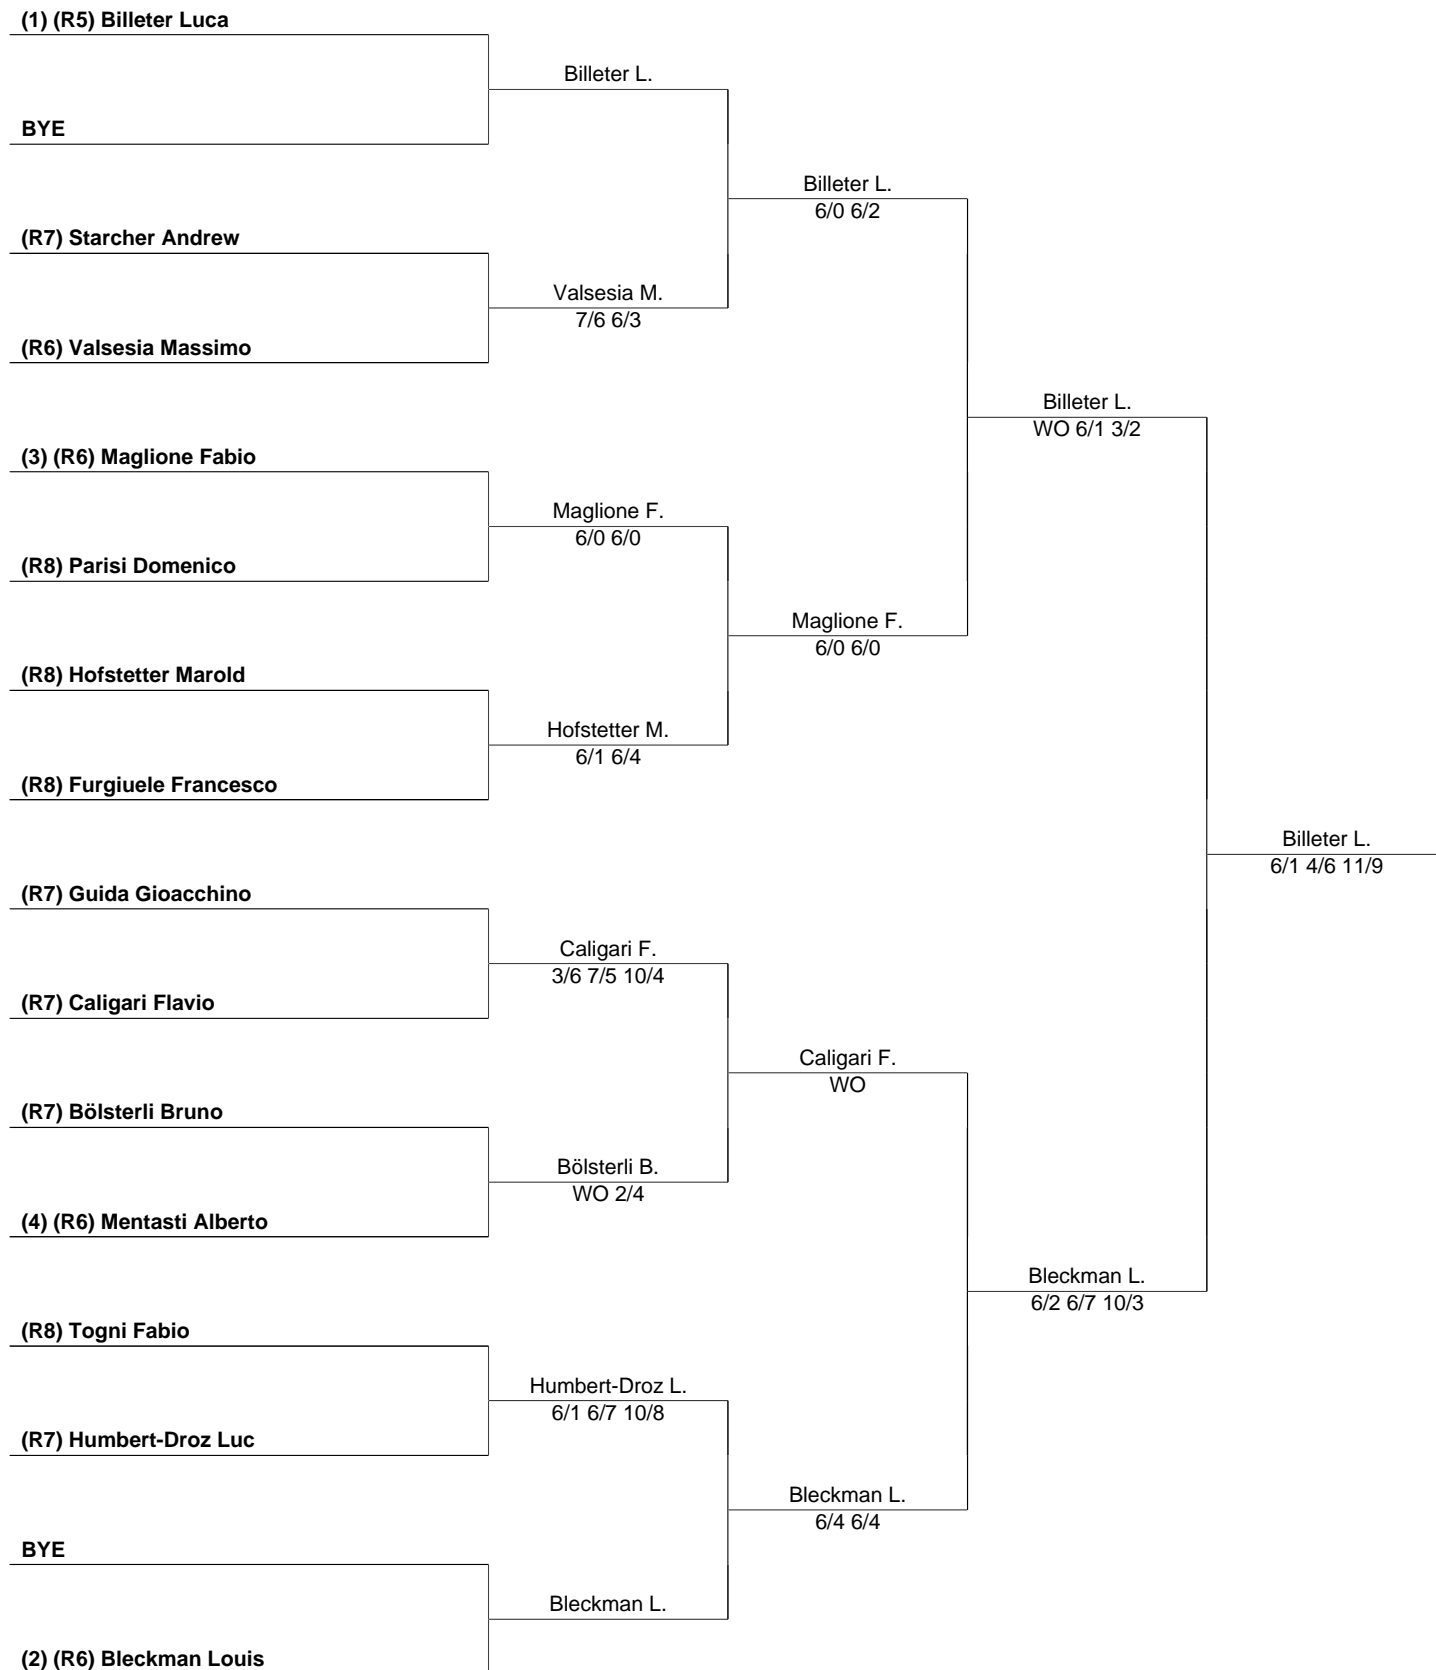 (1) (R5) Billeter Luca
Billeter L.
BYE
Billeter L.
6/0 6/2
(R7) Starcher Andrew
Valsesia M.
7/6 6/3
(R6) Valsesia Massimo
Billeter L.
WO 6/1 3/2
(3) (R6) Maglione Fabio
Maglione F.
6/0 6/0
(R8) Parisi Domenico
Maglione F.
6/0 6/0
(R8) Hofstetter Marold
Hofstetter M.
6/1 6/4
(R8) Furgiuele Francesco
Billeter L.
6/1 4/6 11/9
(R7) Guida Gioacchino
Caligari F.
3/6 7/5 10/4
(R7) Caligari Flavio
Caligari F.
WO
(R7) Bölsterli Bruno
Bölsterli B.
WO 2/4
(4) (R6) Mentasti Alberto
Bleckman L.
6/2 6/7 10/3
(R8) Togni Fabio
Humbert-Droz L.
6/1 6/7 10/8
(R7) Humbert-Droz Luc
Bleckman L.
6/4 6/4
BYE
Bleckman L.
(2) (R6) Bleckman Louis